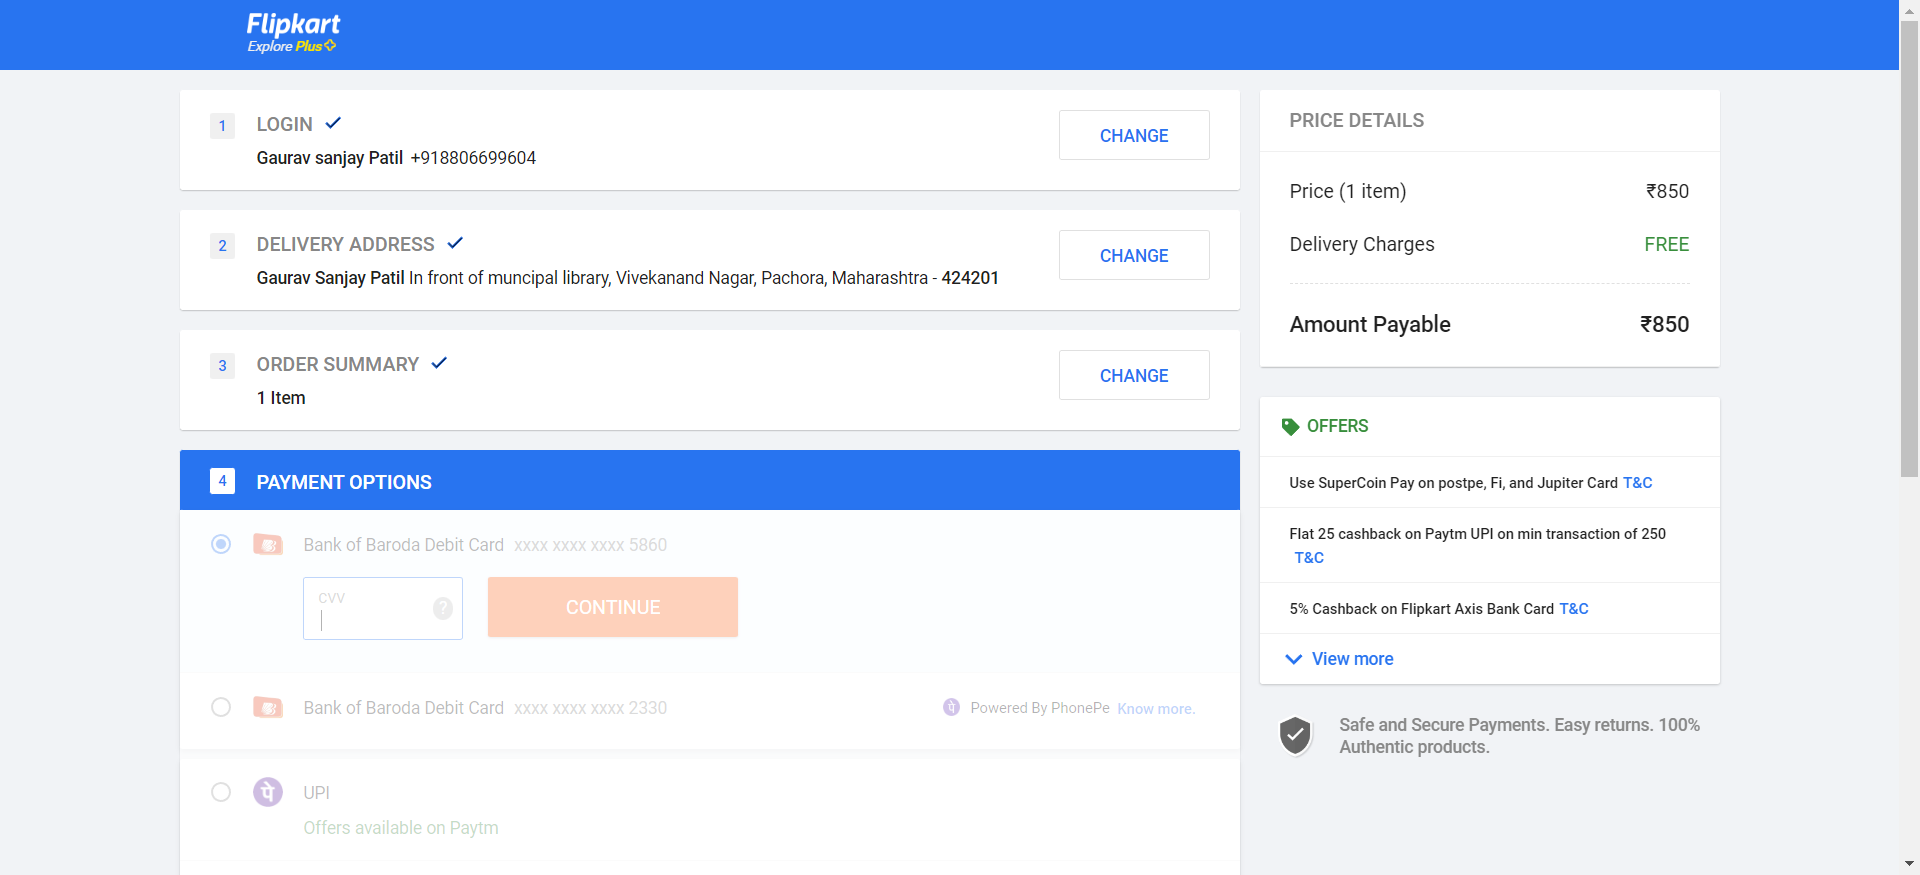 Flipkart
Explore Plus
1 LOGIN
CHANGE
Gaurav sanjay Patil +918806699604
2 DELIVERY ADDRESS
CHANGE
Gaurav Sanjay Patil In front of muncipal library, Vivekanand Nagar, Pachora, Maharashtra - 424201
3 ORDER SUMMARY
CHANGE
1 Item
4 PAYMENT OPTIONS
Bank of Baroda Debit Card xxxx xxxx xxxx 5860
CVV
?
CONTINUE
Bank of Baroda Debit Card xxxx xxxx xxxx 2330
पे Powered By PhonePe Know more.
पे UPI
Offers available on Paytm
PRICE DETAILS
Price (1 item) ₹850
Delivery Charges FREE
Amount Payable ₹850
OFFERS
Use SuperCoin Pay on postpe, Fi, and Jupiter Card T&C
Flat 25 cashback on Paytm UPI on min transaction of 250
T&C
5% Cashback on Flipkart Axis Bank Card T&C
View more
Safe and Secure Payments. Easy returns. 100%
Authentic products.